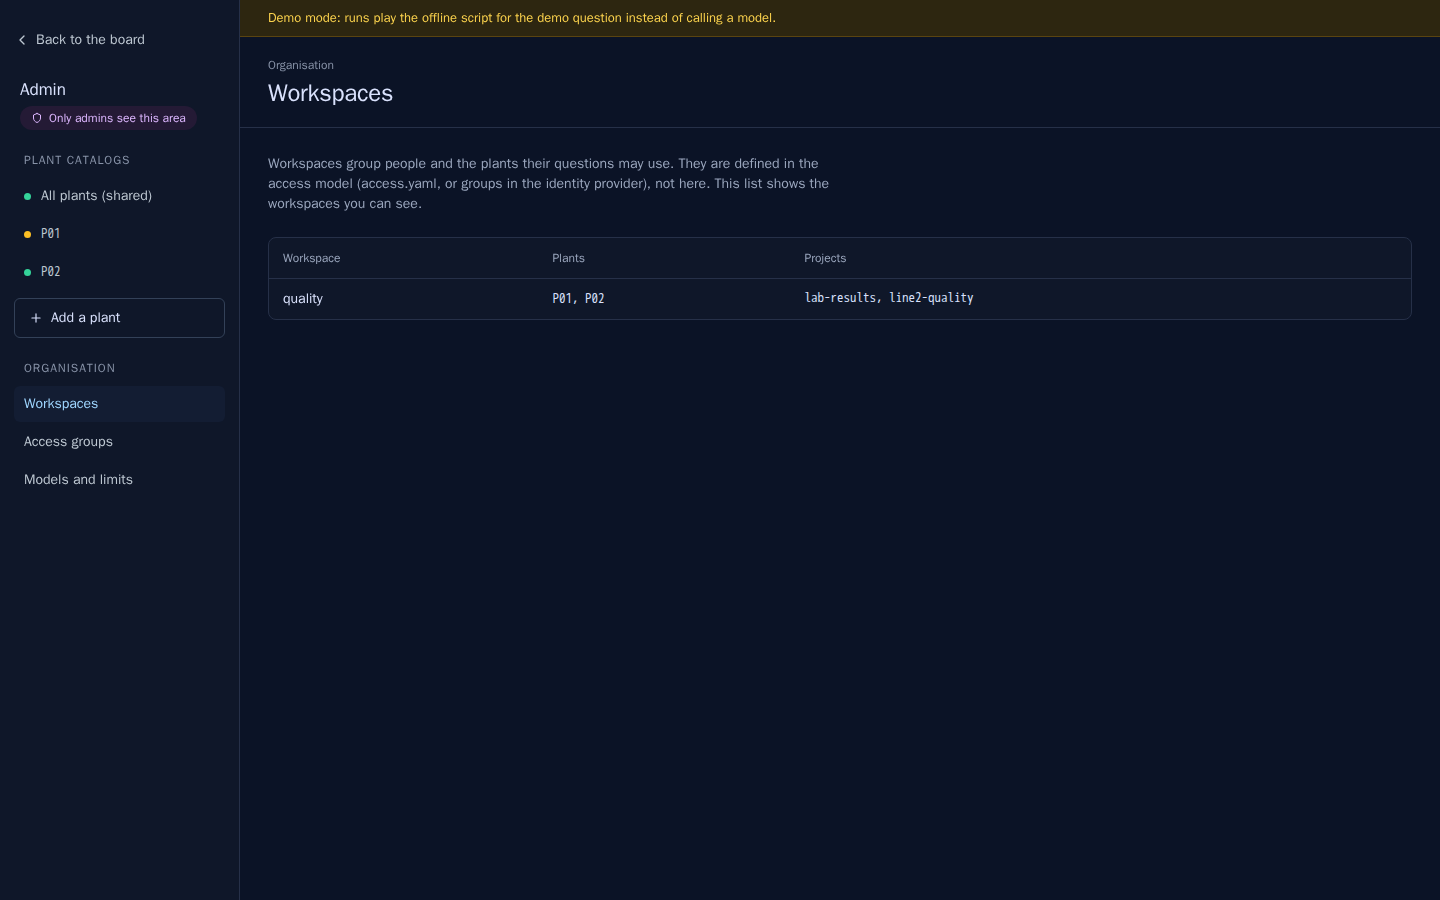 Demo mode: runs play the offline script for the demo question instead of calling a model.
Back to the board
Admin
Only admins see this area
PLANT CATALOGS
All plants (shared)
P01
P02
Add a plant
ORGANISATION
Workspaces
Access groups
Models and limits
Organisation
Workspaces
Workspaces group people and the plants their questions may use. They are defined in the
access model (access.yaml, or groups in the identity provider), not here. This list shows the
workspaces you can see.
Workspace Plants Projects
quality P01, P02 lab-results, line2-quality